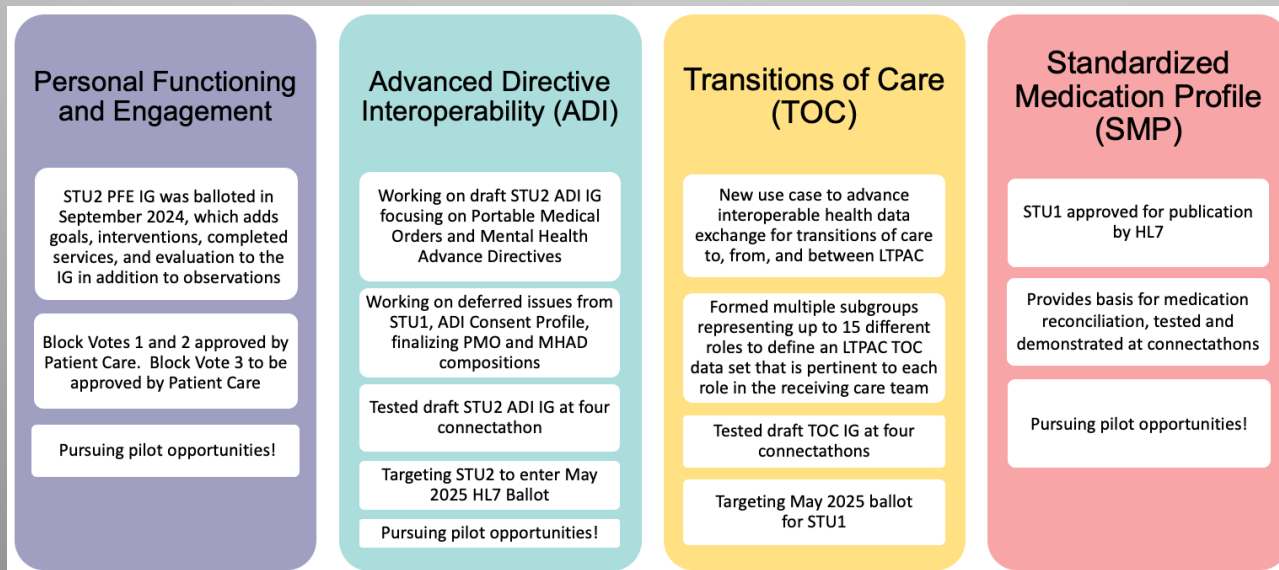 Personal Functioning
and Engagement
STU2 PFE IG was balloted in
September 2024, which adds
goals, interventions, completed
services, and evaluation to the
IG in addition to observations
Block Votes 1 and 2 approved by
Patient Care.  Block Vote 3 to be
approved by Patient Care
Pursuing pilot opportunities!
Advanced Directive
Interoperability (ADI)
Working on draft STU2 ADI IG
focusing on Portable Medical
Orders and Mental Health
Advance Directives
Working on deferred issues from
STU1, ADI Consent Profile,
finalizing PMO and MHAD
compositions
Tested draft STU2 ADI IG at four
connectathon
Targeting STU2 to enter May
2025 HL7 Ballot
Pursuing pilot opportunities!
Transitions of Care
(TOC)
New use case to advance
interoperable health data
exchange for transitions of care
to, from, and between LTPAC
Formed multiple subgroups
representing up to 15 different
roles to define an LTPAC TOC
data set that is pertinent to each
role in the receiving care team
Tested draft TOC IG at four
connectathons
Targeting May 2025 ballot
for STU1
Standardized
Medication Profile
(SMP)
STU1 approved for publication
by HL7
Provides basis for medication
reconciliation, tested and
demonstrated at connectathons
Pursuing pilot opportunities!